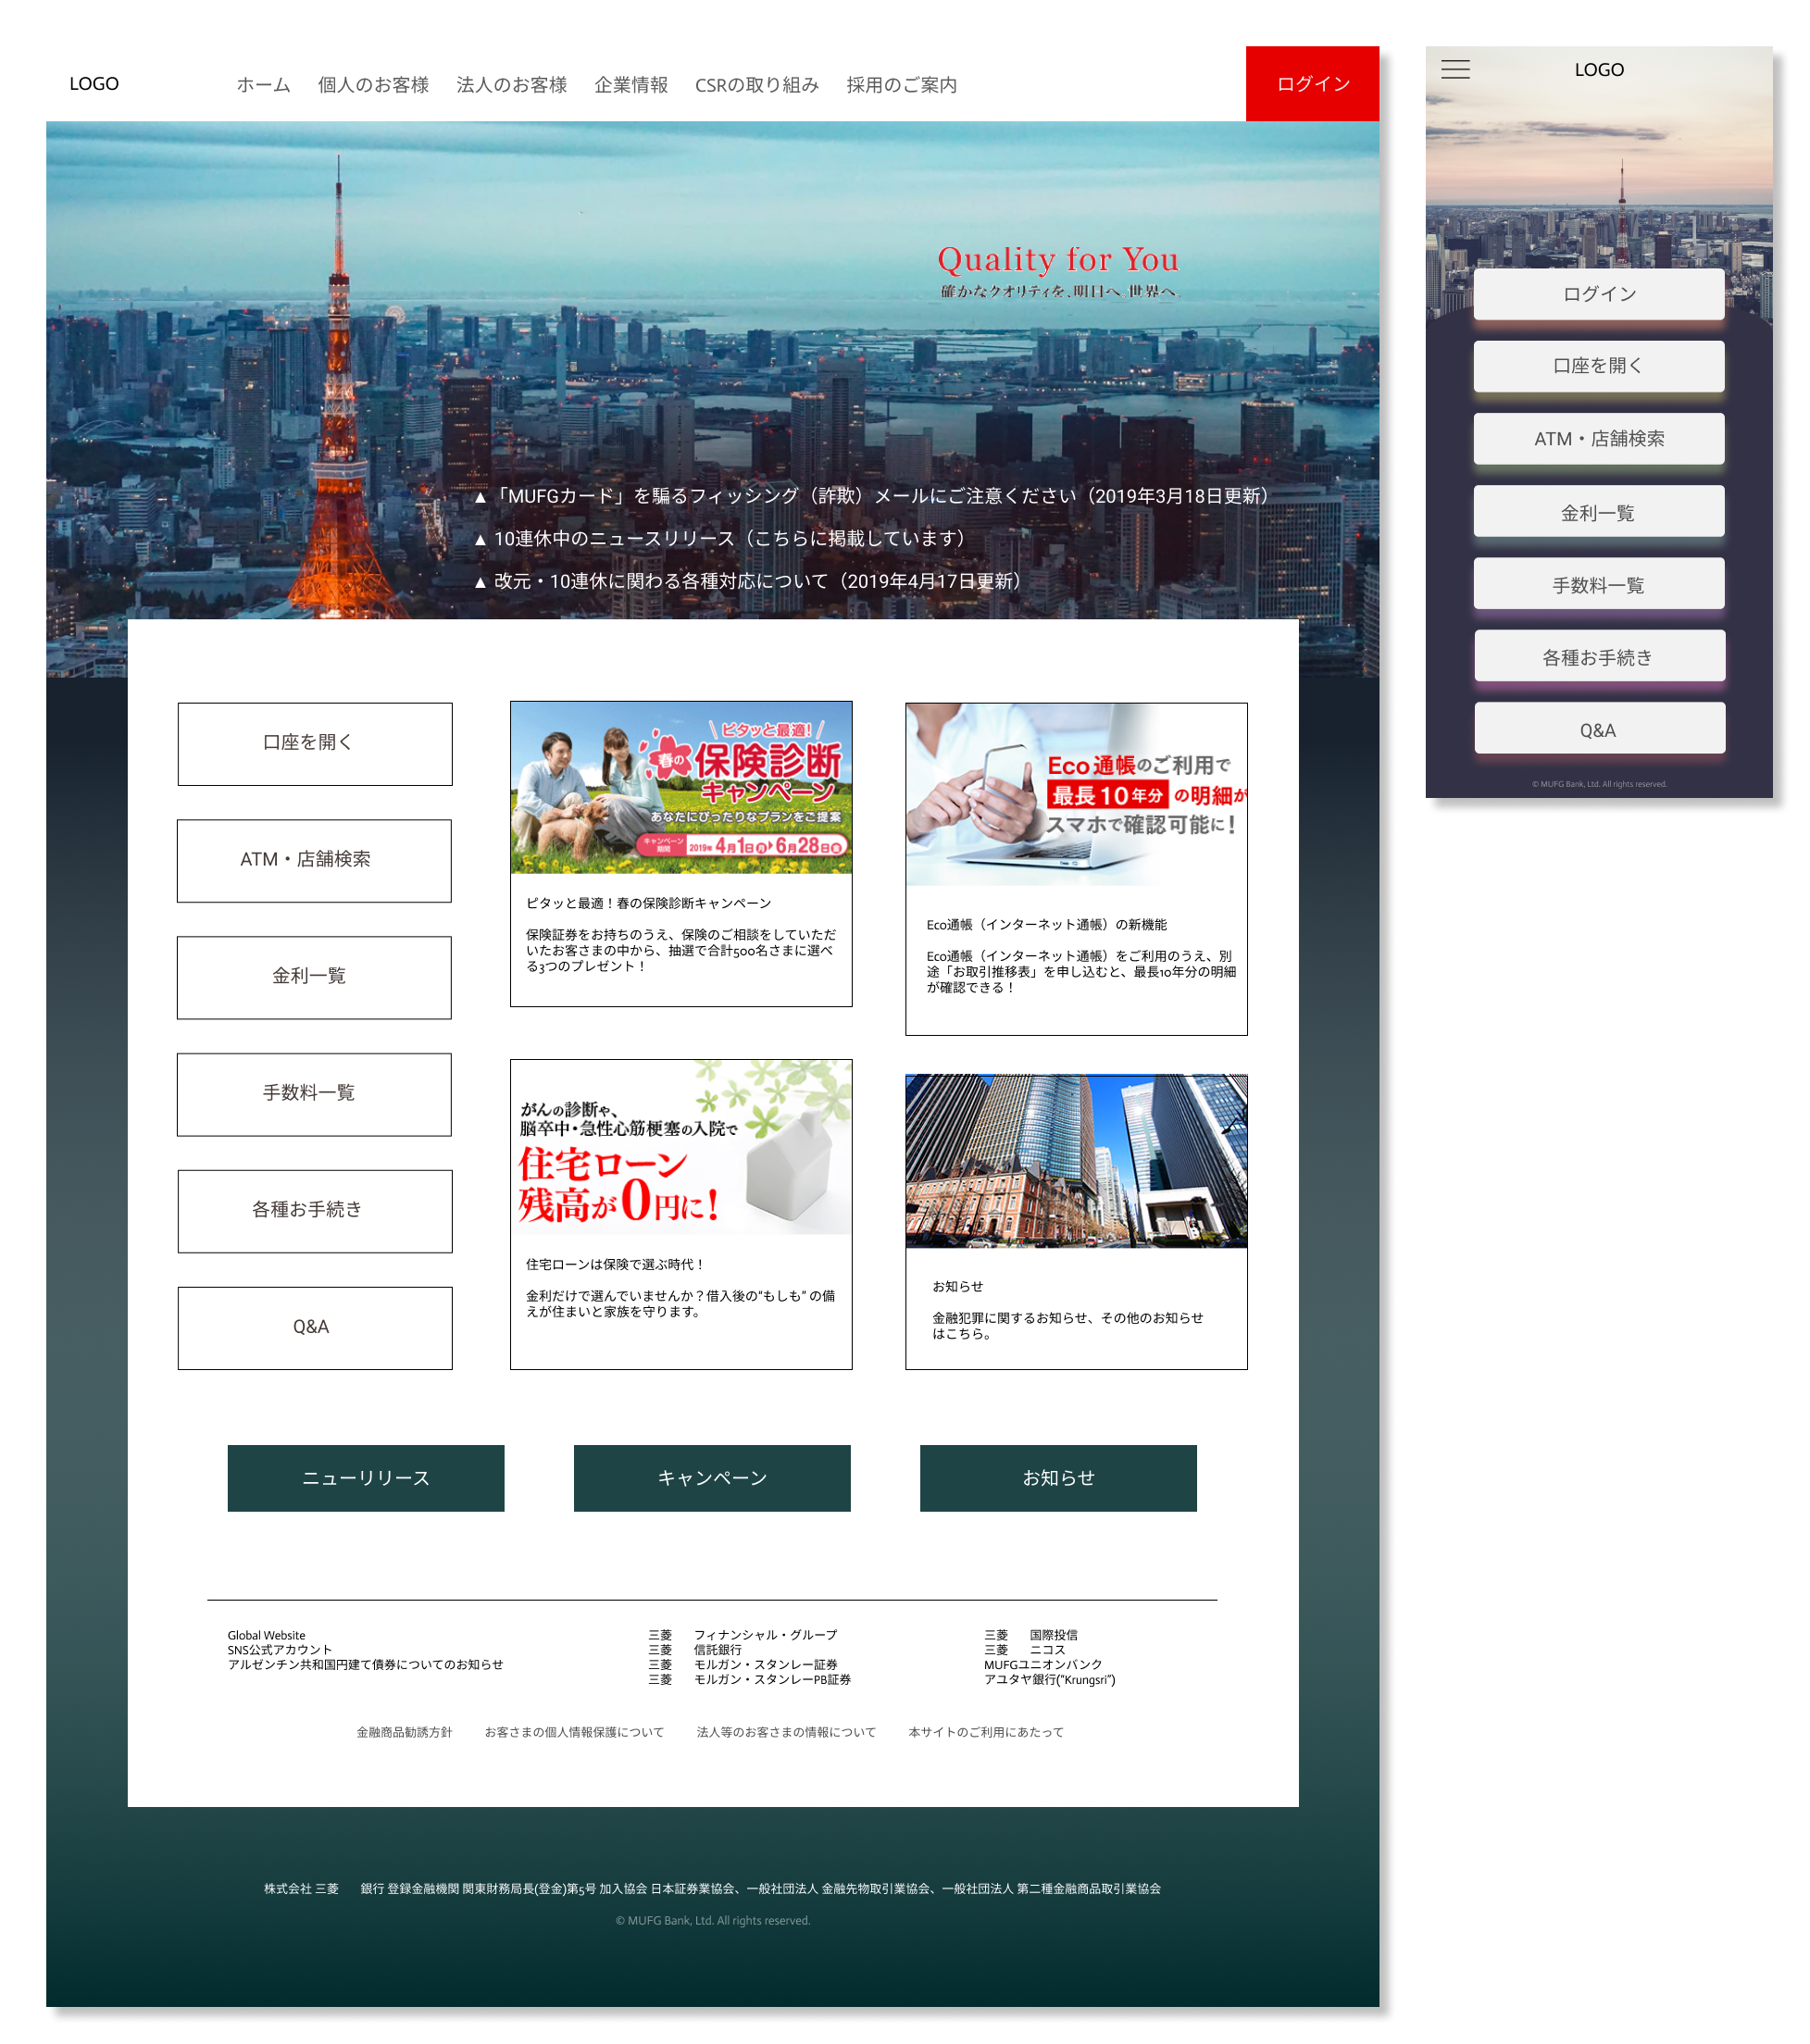 LOGO
ホーム 個人のお客様 法人のお客様 企業情報 CSRの取り組み 採用のご案内
ログイン
Quality for You
確かなクオリティを、明日へ。世界へ。
▲「MUFGカード」を騙るフィッシング（詐欺）メールにご注意ください（2019年3月18日更新）
▲ 10連休中のニュースリリース（こちらに掲載しています）
▲ 改元・10連休に関わる各種対応について（2019年4月17日更新）
口座を開く
ATM・店舗検索
金利一覧
手数料一覧
各種お手続き
Q&A
ピタッと最適!
春の保険診断
キャンペーン
あなたにぴったりなプランをご提案
キャンペーン期間 2019年 4月1日月 6月28日金
ピタッと最適！春の保険診断キャンペーン
保険証券をお持ちのうえ、保険のご相談をしていただ
いたお客さまの中から、抽選で合計500名さまに選べ
る3つのプレゼント！
Eco通帳のご利用で
最長10年分の明細が
スマホで確認可能に!
Eco通帳（インターネット通帳）の新機能
Eco通帳（インターネット通帳）をご利用のうえ、別
途「お取引推移表」を申し込むと、最長10年分の明細
が確認できる！
がんの診断や、
脳卒中・急性心筋梗塞の入院で
住宅ローン
残高が0円に!
住宅ローンは保険で選ぶ時代！
金利だけで選んでいませんか？借入後の“もしも” の備
えが住まいと家族を守ります。
お知らせ
金融犯罪に関するお知らせ、その他のお知らせ
はこちら。
ニューリリース
キャンペーン
お知らせ
Global Website
SNS公式アカウント
アルゼンチン共和国円建て債券についてのお知らせ
三菱 フィナンシャル・グループ
三菱 信託銀行
三菱 モルガン・スタンレー証券
三菱 モルガン・スタンレーPB証券
三菱 国際投信
三菱 ニコス
MUFGユニオンバンク
アユタヤ銀行(“Krungsri”)
金融商品勧誘方針 お客さまの個人情報保護について 法人等のお客さまの情報について 本サイトのご利用にあたって
株式会社 三菱 銀行 登録金融機関 関東財務局長(登金)第5号 加入協会 日本証券業協会、一般社団法人 金融先物取引業協会、一般社団法人 第二種金融商品取引業協会
© MUFG Bank, Ltd. All rights reserved.
LOGO
ログイン
口座を開く
ATM・店舗検索
金利一覧
手数料一覧
各種お手続き
Q&A
© MUFG Bank, Ltd. All rights reserved.